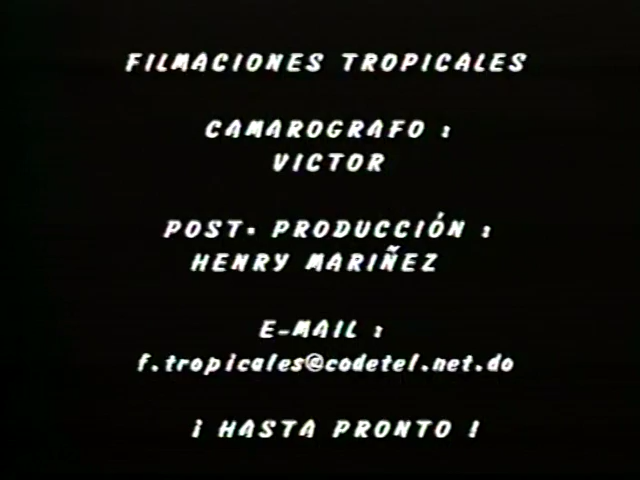 FILMACIONES TROPICALES
CAMAROGRAFO :
VICTOR
POST. PRODUCCIÓN :
HENRY MARIÑEZ
E-MAIL :
f.tropicales@codetel.net.do
¡ HASTA PRONTO !